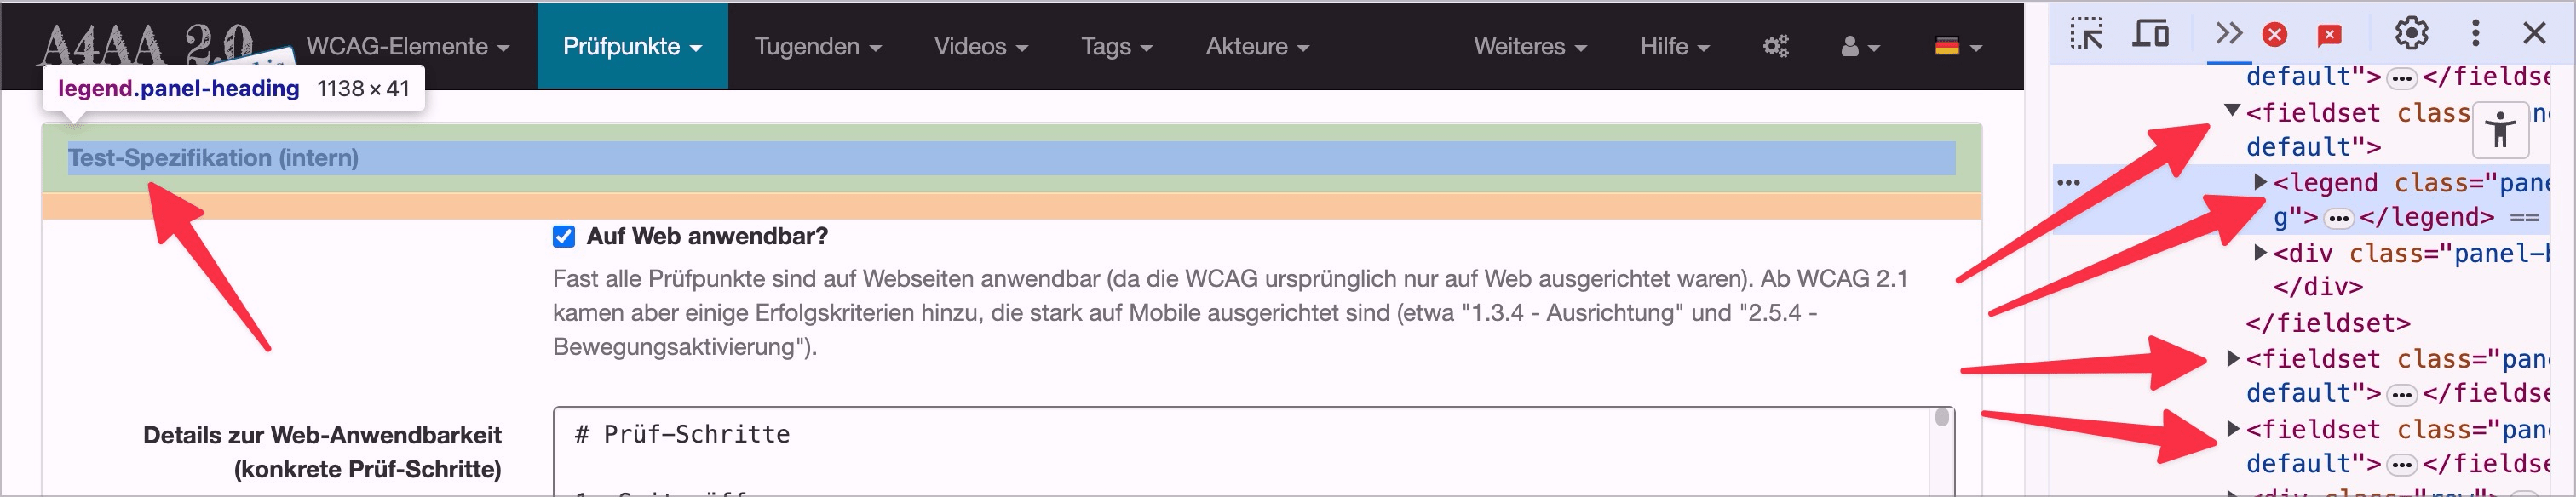 A4AA 2.0
WCAG-Elemente
Prüfpunkte
Tugenden
Videos
Tags
Akteure
Weiteres
Hilfe
legend.panel-heading 1138 × 41
Test-Spezifikation (intern)
Auf Web anwendbar?
Fast alle Prüfpunkte sind auf Webseiten anwendbar (da die WCAG ursprünglich nur auf Web ausgerichtet waren). Ab WCAG 2.1
kamen aber einige Erfolgskriterien hinzu, die stark auf Mobile ausgerichtet sind (etwa "1.3.4 - Ausrichtung" und "2.5.4 -
Bewegungsaktivierung").
Details zur Web-Anwendbarkeit
(konkrete Prüf-Schritte)
# Prüf-Schritte
default"> ... </fieldse
<fieldset class
default">
<legend class="pane
g"> ... </legend> ==
<div class="panel-b
</div>
</fieldset>
<fieldset class="pan
default"> ... </fieldse
<fieldset class="pan
default"> ... </fieldse